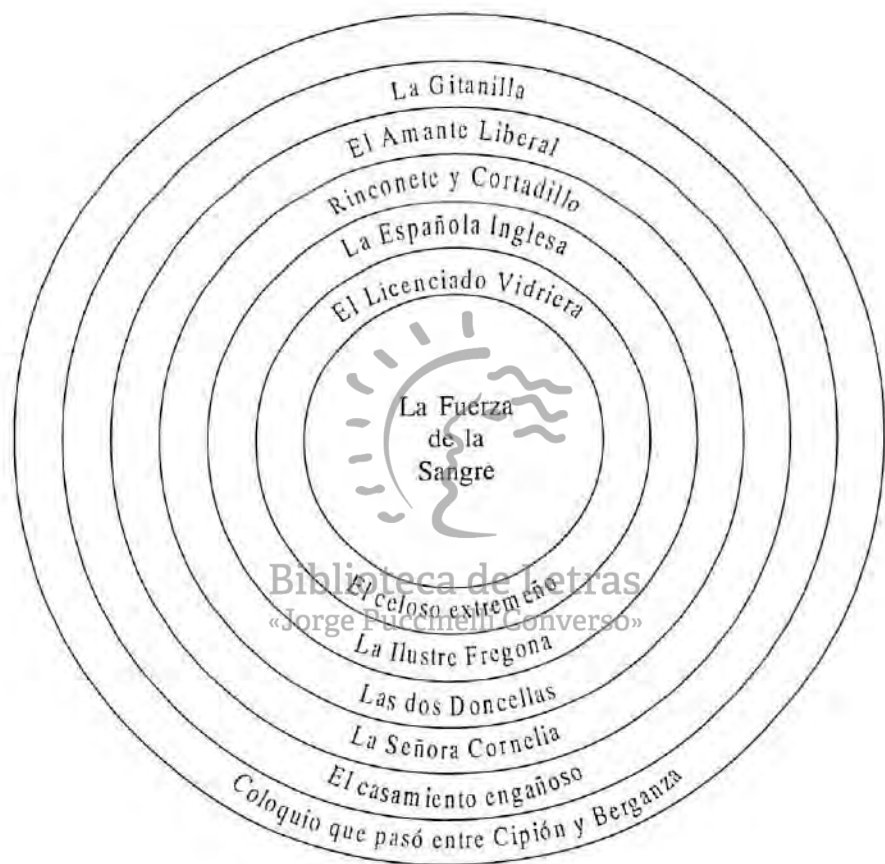 La Gitanilla
El Amante Liberal
Rinconete y Cortadillo
La Española Inglesa
El Licenciado Vidriera
La Fuerza
de la
Sangre
Biblioteca de Letras
«Jorge Puccinelli Converso»
El celoso extremeño
La Ilustre Fregona
Las dos Doncellas
La Señora Cornelia
El casamiento engañoso
Coloquio que pasó entre Cipión y Berganza